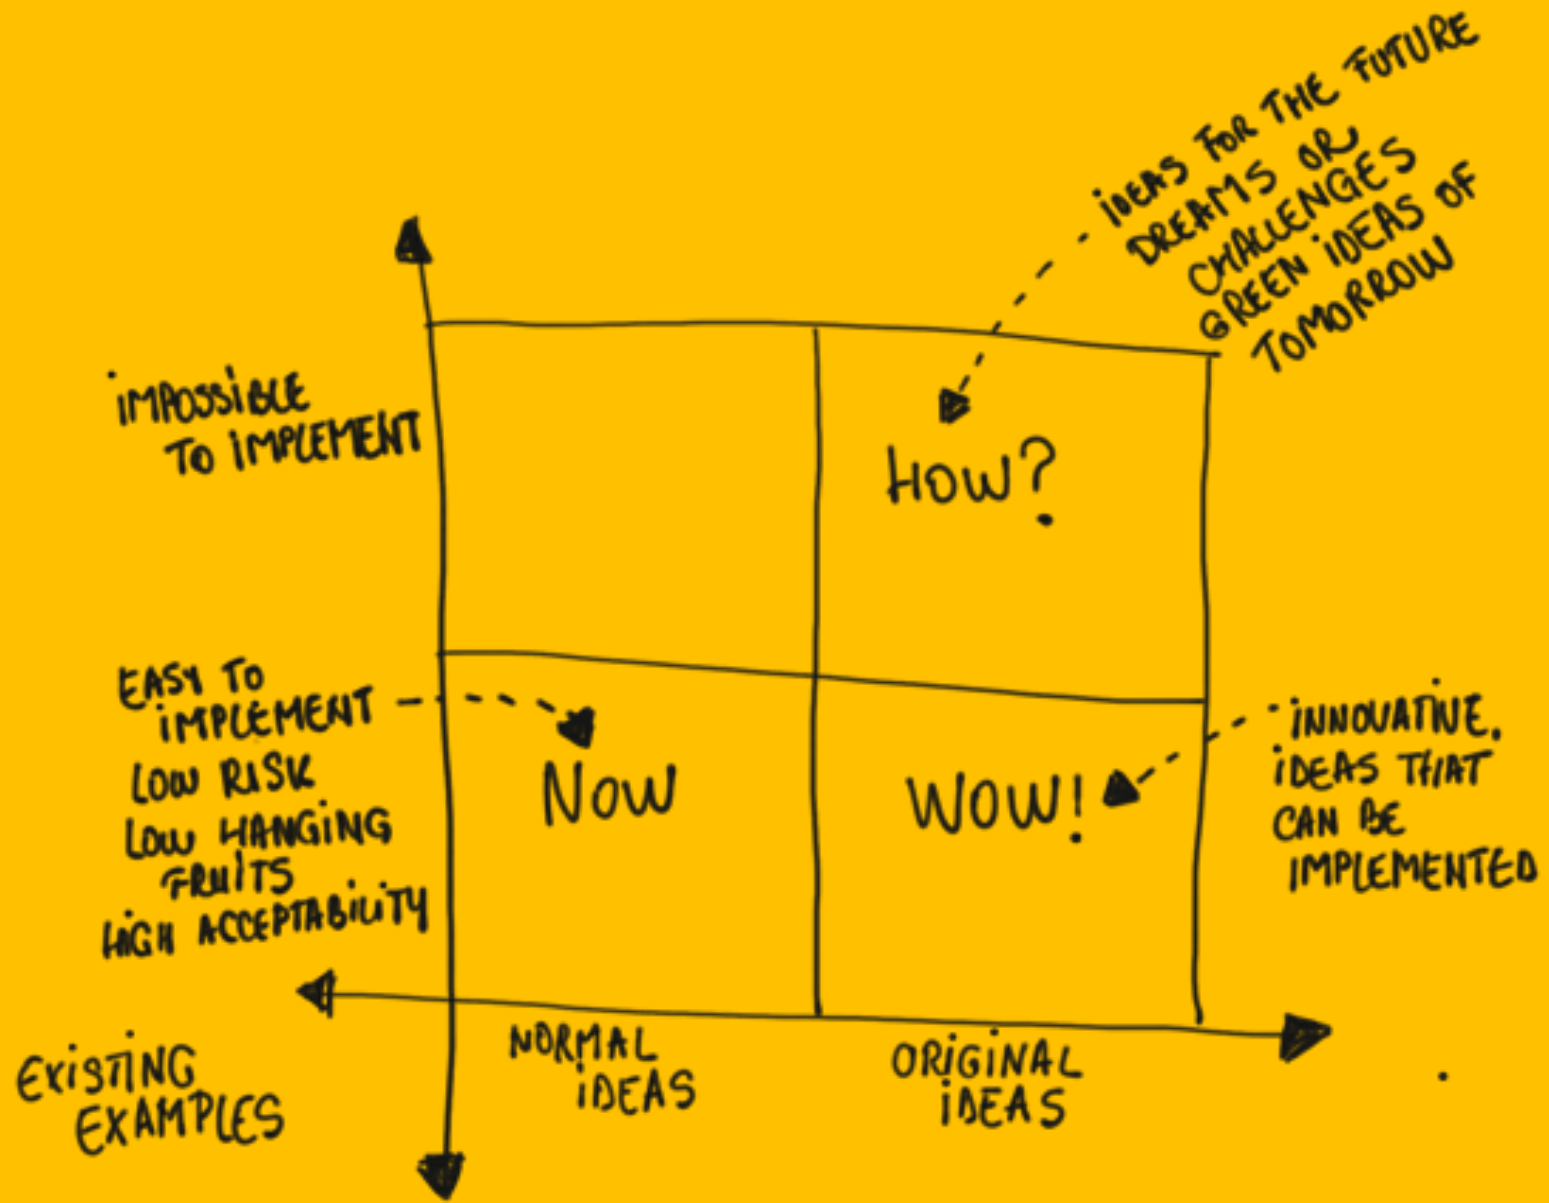 IDEAS FOR THE FUTURE
DREAMS OR
CHALLENGES
GREEN IDEAS OF
TOMORROW
IMPOSSIBLE
TO IMPLEMENT
HOW?
EASY TO
IMPLEMENT
LOW RISK
LOW HANGING
FRUITS
HIGH ACCEPTABILITY
NOW
WOW!
INNOVATIVE.
IDEAS THAT
CAN BE
IMPLEMENTED
EXISTING
EXAMPLES
NORMAL
IDEAS
ORIGINAL
IDEAS